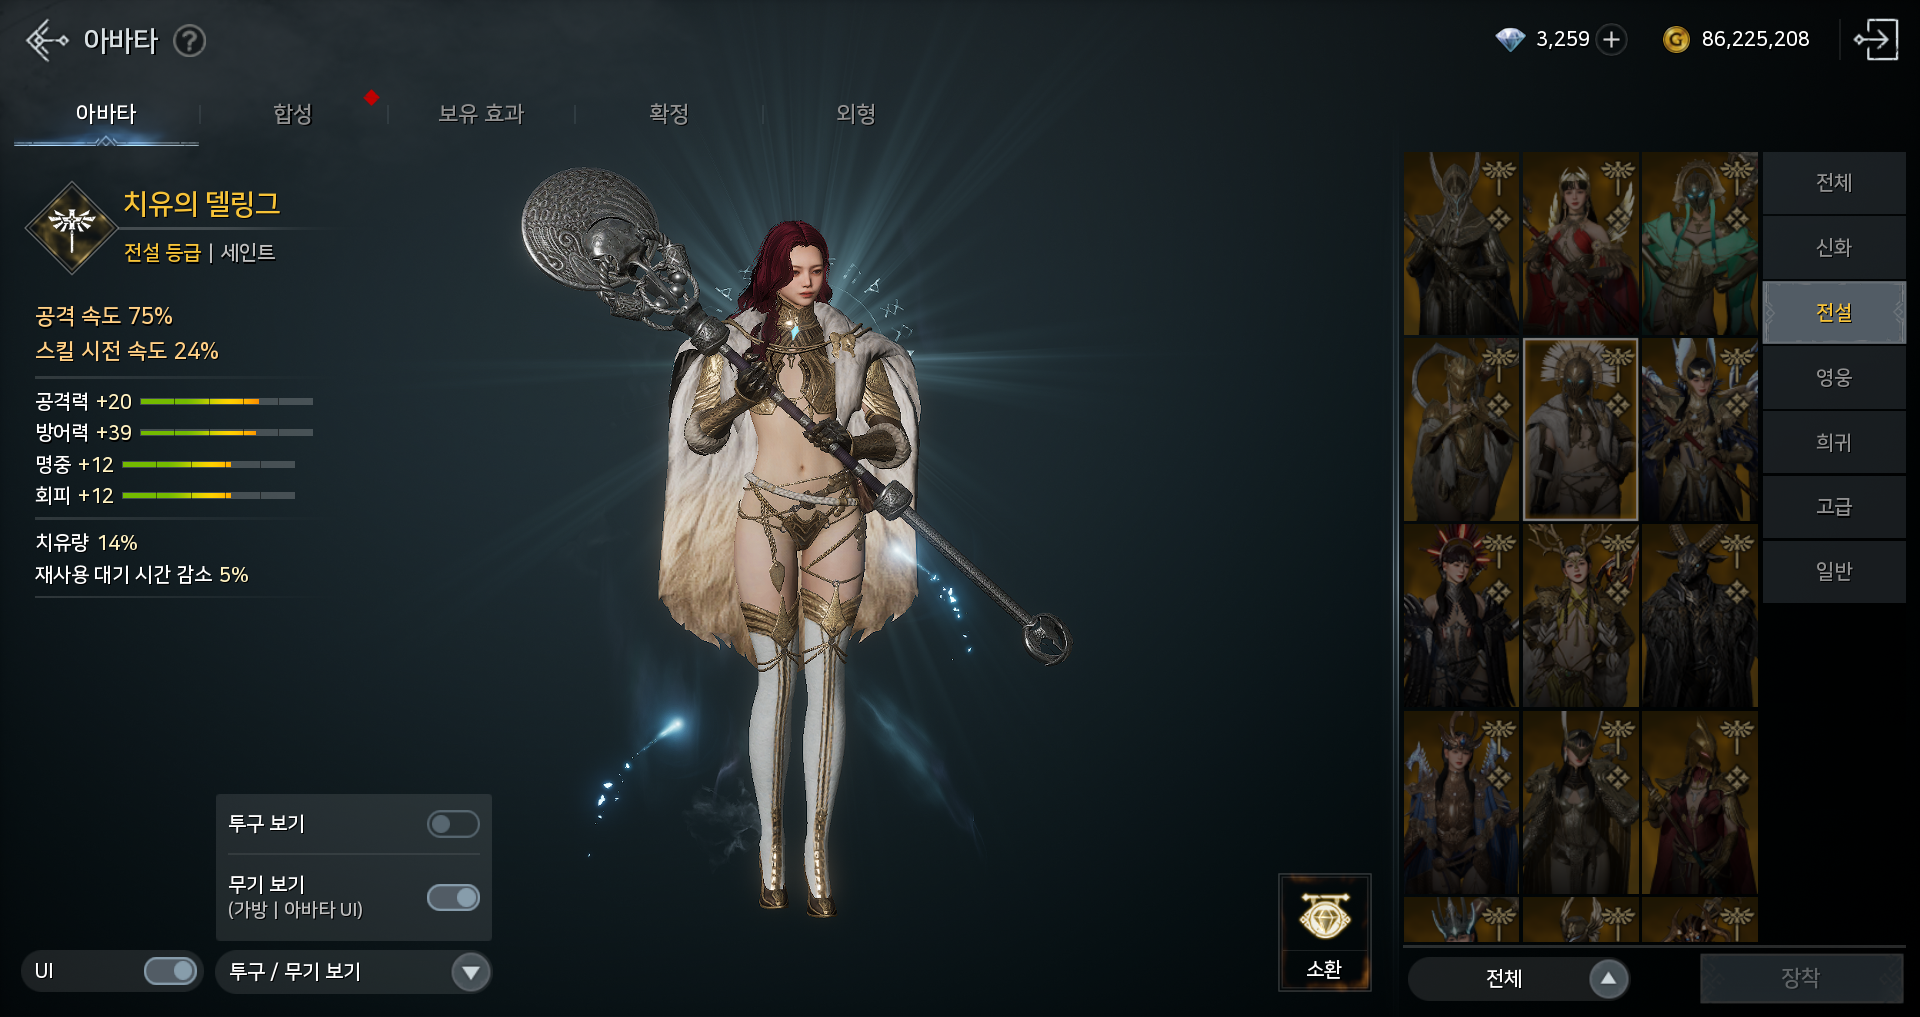 아바타 ?
3,259 +
86,225,208
아바타 합성 보유 효과 확정 외형
치유의 델링그
전설 등급 | 세인트
공격 속도 75%
스킬 시전 속도 24%
공격력 +20
방어력 +39
명중 +12
회피 +12
치유량 14%
재사용 대기 시간 감소 5%
전체
신화
전설
영웅
희귀
고급
일반
투구 보기
무기 보기
(가방 | 아바타 UI)
UI
투구 / 무기 보기
소환
전체
장착